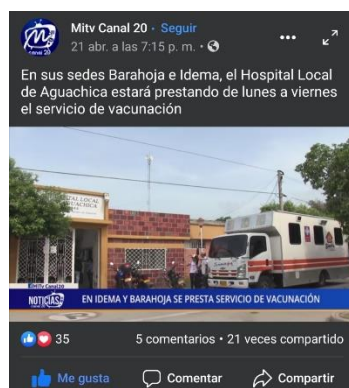 Mitv Canal 20 · Seguir
21 abr. a las 7:15 p. m. ·
En sus sedes Barahoja e Idema, el Hospital Local
de Aguachica estará prestando de lunes a viernes
el servicio de vacunación
HOSPITAL LOCAL
AGUACHICA
Mitv Canal20
NOTICIAS
EN IDEMA Y BARAHOJA SE PRESTA SERVICIO DE VACUNACIÓN
35
5 comentarios • 21 veces compartido
Me gusta
Comentar
Compartir